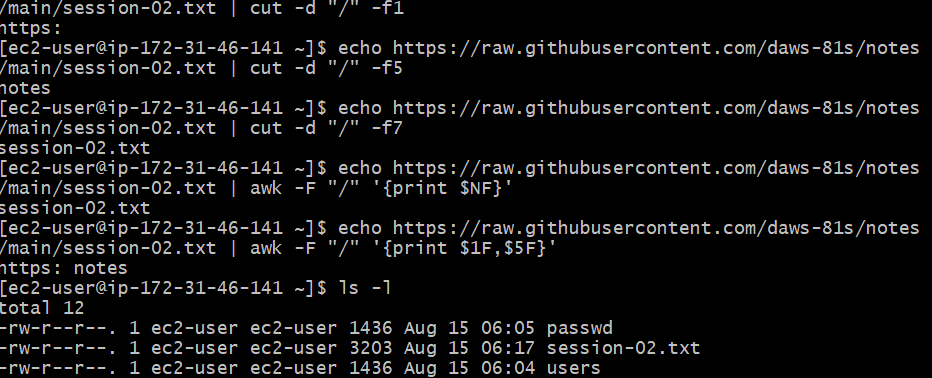 /main/session-02.txt | cut -d "/" -f1
https:
[ec2-user@ip-172-31-46-141 ~]$ echo https://raw.githubusercontent.com/daws-81s/notes
/main/session-02.txt | cut -d "/" -f5
notes
[ec2-user@ip-172-31-46-141 ~]$ echo https://raw.githubusercontent.com/daws-81s/notes
/main/session-02.txt | cut -d "/" -f7
session-02.txt
[ec2-user@ip-172-31-46-141 ~]$ echo https://raw.githubusercontent.com/daws-81s/notes
/main/session-02.txt | awk -F "/" '{print $NF}'
session-02.txt
[ec2-user@ip-172-31-46-141 ~]$ echo https://raw.githubusercontent.com/daws-81s/notes
/main/session-02.txt | awk -F "/" '{print $1F,$5F}'
https: notes
[ec2-user@ip-172-31-46-141 ~]$ ls -l
total 12
-rw-r--r--. 1 ec2-user ec2-user 1436 Aug 15 06:05 passwd
-rw-r--r--. 1 ec2-user ec2-user 3203 Aug 15 06:17 session-02.txt
-rw-r--r--. 1 ec2-user ec2-user 1436 Aug 15 06:04 users